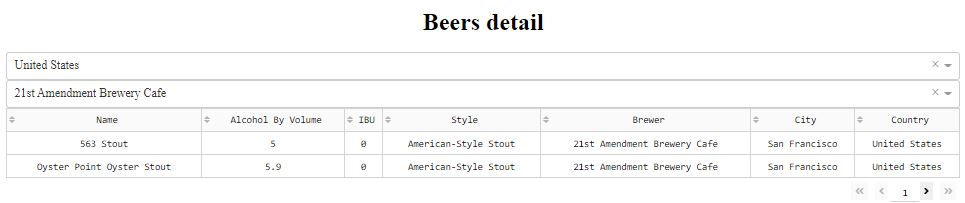 Beers detail
United States
21st Amendment Brewery Cafe
Name Alcohol By Volume IBU Style Brewer City Country
563 Stout 5 0 American-Style Stout 21st Amendment Brewery Cafe San Francisco United States
Oyster Point Oyster Stout 5.9 0 American-Style Stout 21st Amendment Brewery Cafe San Francisco United States
1